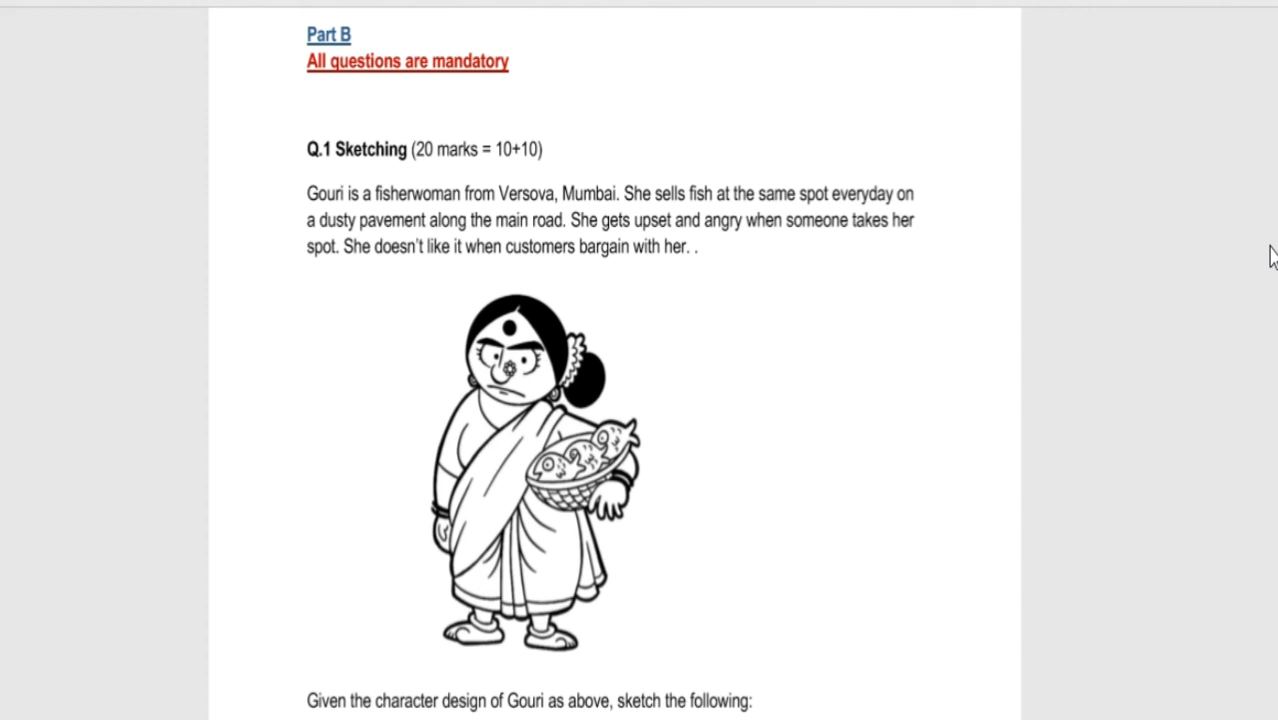 Part B
All questions are mandatory
Q.1 Sketching (20 marks = 10+10)
Gouri is a fisherwoman from Versova, Mumbai. She sells fish at the same spot everyday on
a dusty pavement along the main road. She gets upset and angry when someone takes her
spot. She doesn't like it when customers bargain with her. .
Given the character design of Gouri as above, sketch the following: